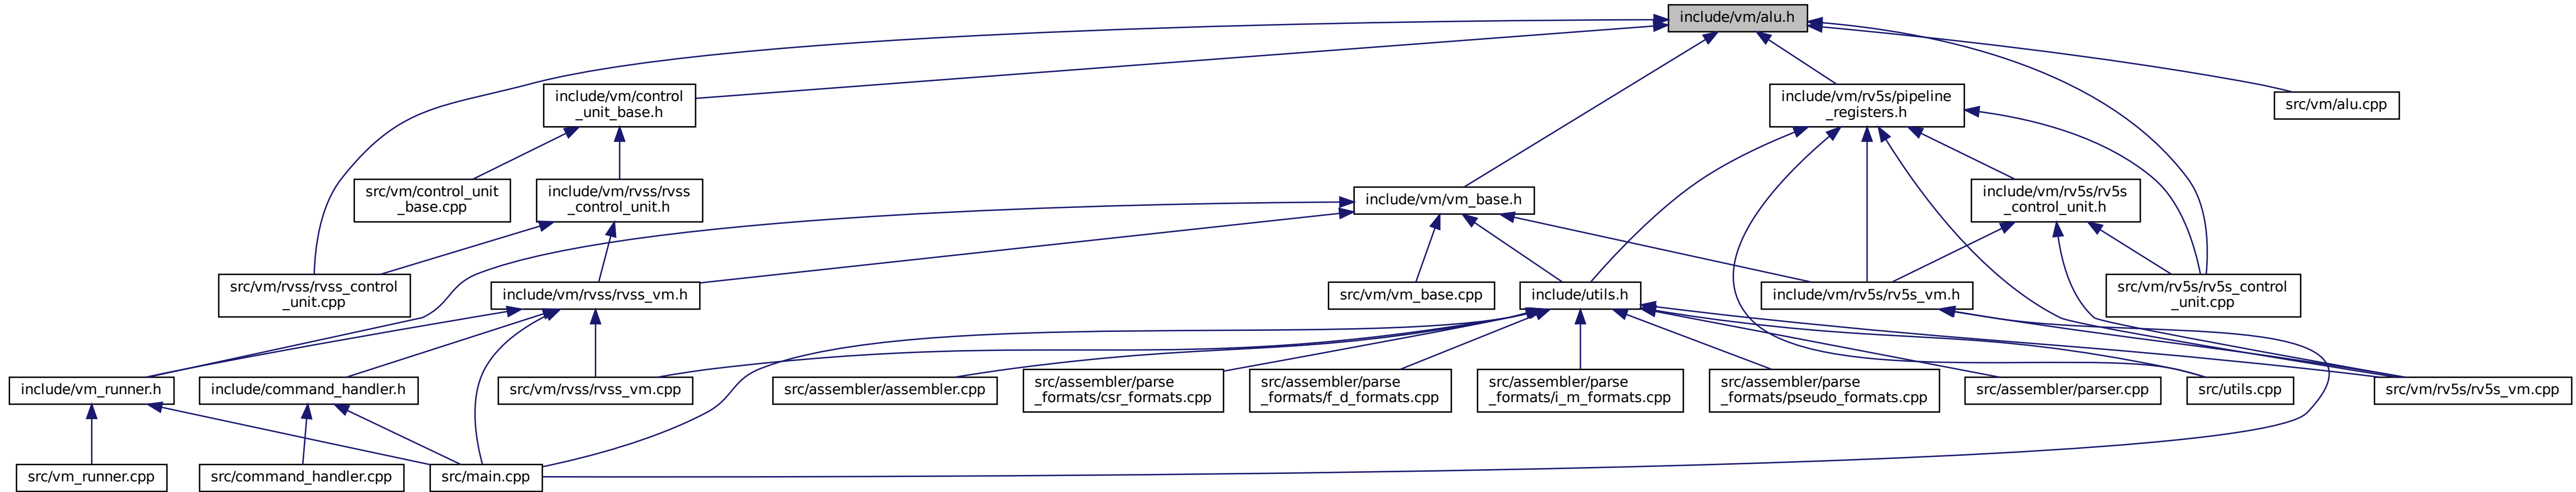 include/vm/alu.h
include/vm/control
_unit_base.h
include/vm/rv5s/pipeline
_registers.h
src/vm/alu.cpp
src/vm/control_unit
_base.cpp
include/vm/rvss/rvss
_control_unit.h
include/vm/vm_base.h
include/vm/rv5s/rv5s
_control_unit.h
src/vm/rvss/rvss_control
_unit.cpp
include/vm/rvss/rvss_vm.h
src/vm/vm_base.cpp
include/utils.h
include/vm/rv5s/rv5s_vm.h
src/vm/rv5s/rv5s_control
_unit.cpp
include/vm_runner.h
include/command_handler.h
src/vm/rvss/rvss_vm.cpp
src/assembler/assembler.cpp
src/assembler/parse
_formats/csr_formats.cpp
src/assembler/parse
_formats/f_d_formats.cpp
src/assembler/parse
_formats/i_m_formats.cpp
src/assembler/parse
_formats/pseudo_formats.cpp
src/assembler/parser.cpp
src/utils.cpp
src/vm/rv5s/rv5s_vm.cpp
src/vm_runner.cpp
src/command_handler.cpp
src/main.cpp